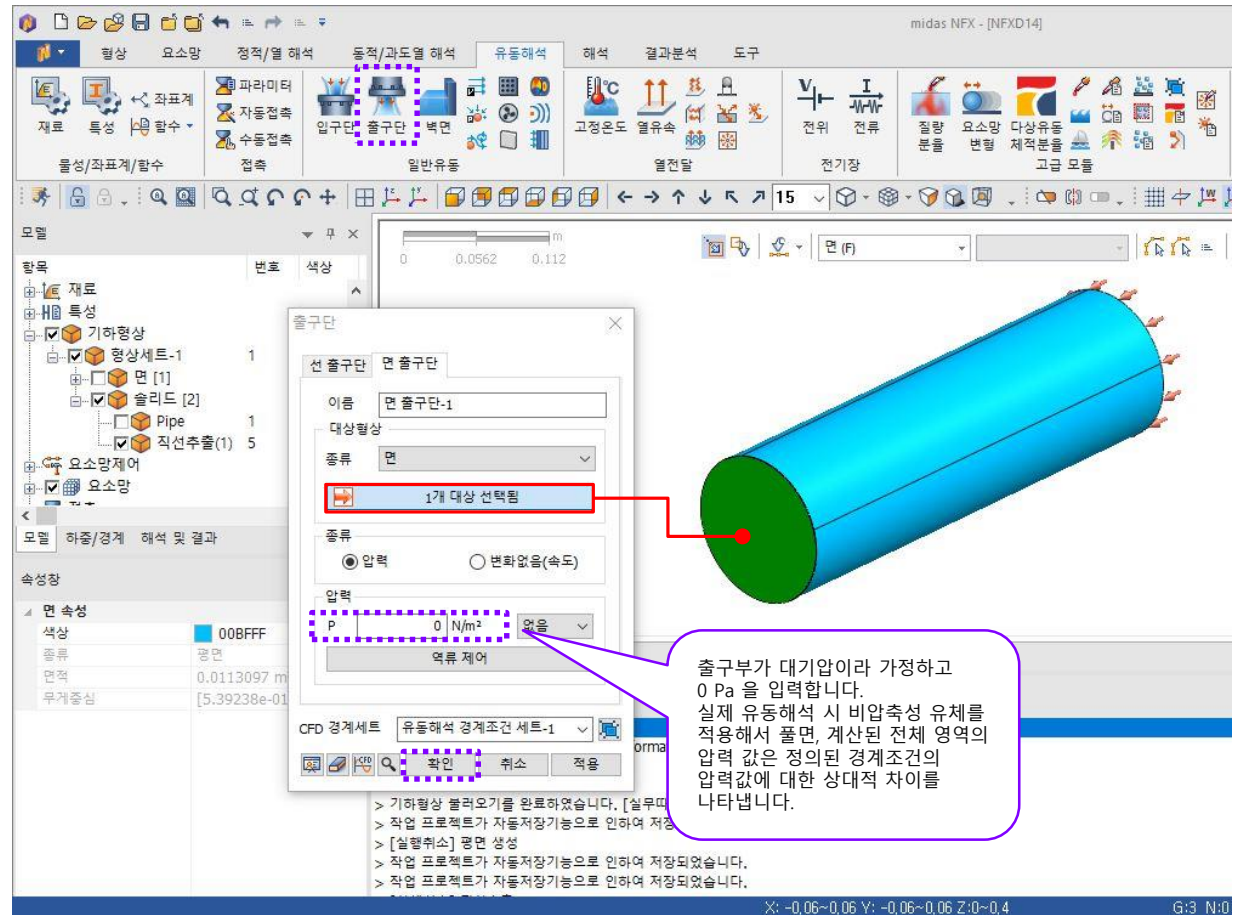 midas NFX - [NFXD14]
형상 요소망 정적/열 해석 동적/과도열 해석 유동해석 해석 결과분석 도구
재료 특성 좌표계 함수
파라미터
자동접촉
수동접촉
입구단 출구단 벽면
고정온도 열유속
전위 전류
질량 분율 요소망 변형 다상유동 체적분율
물성/좌표계/함수 접촉 일반유동 열전달 전기장 고급 모듈
15
모델
항목 번호 색상
재료
특성
기하형상
형상세트-1 1
면 [1]
솔리드 [2]
Pipe 1
직선추출(1) 5
요소망제어
요소망
모델 하중/경계 해석 및 결과
속성창
면 속성
색상 00BFFF
종류 평면
면적 0.0113097 m
무게중심 [5.39238e-01
m
0 0.0562 0.112
면 (F)
출구단
선 출구단 면 출구단
이름 면 출구단-1
대상형상
종류 면
1개 대상 선택됨
종류
압력 변화없음(속도)
압력
P 0 N/m² 없음
역류 제어
CFD 경계세트 유동해석 경계조건 세트-1
확인 취소 적용
출구부가 대기압이라 가정하고
0 Pa 을 입력합니다.
실제 유동해석 시 비압축성 유체를
적용해서 풀면, 계산된 전체 영역의
압력 값은 정의된 경계조건의
압력값에 대한 상대적 차이를
나타냅니다.
> 기하형상 불러오기를 완료하였습니다. [실무따
> 작업 프로젝트가 자동저장기능으로 인하여 저장
> [실행취소] 평면 생성
> 작업 프로젝트가 자동저장기능으로 인하여 저장되었습니다.
> 작업 프로젝트가 자동저장기능으로 인하여 저장되었습니다.
X: -0,06~0,06 Y: -0,06~0,06 Z:0~0,4 G:3 N:0